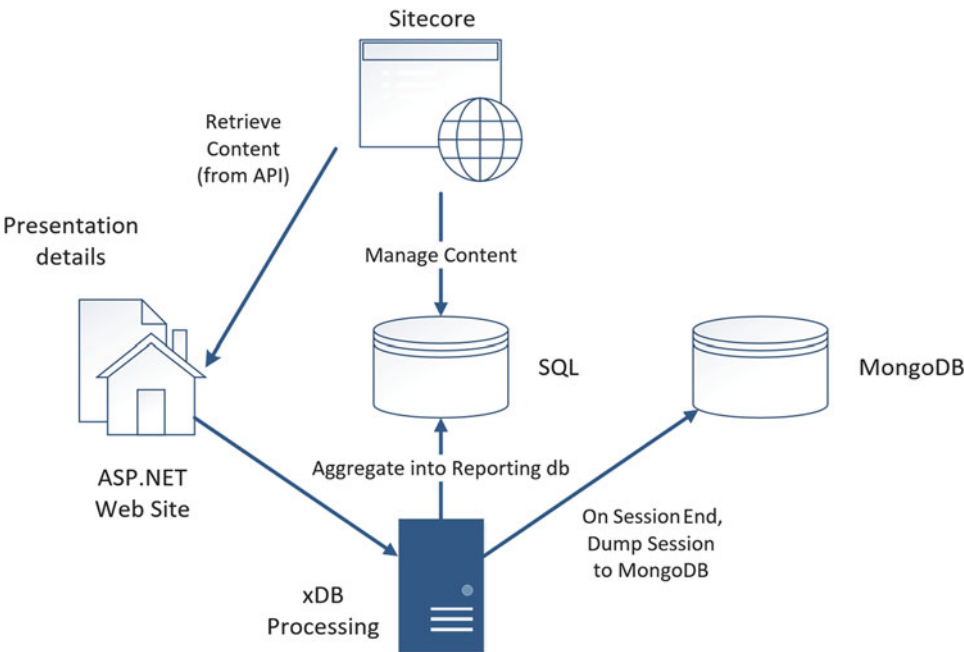 Sitecore
Retrieve
Content
(from API)
Presentation
details
Manage Content
SQL
MongoDB
ASP.NET
Web Site
Aggregate into Reporting db
On Session End,
Dump Session
to MongoDB
xDB
Processing